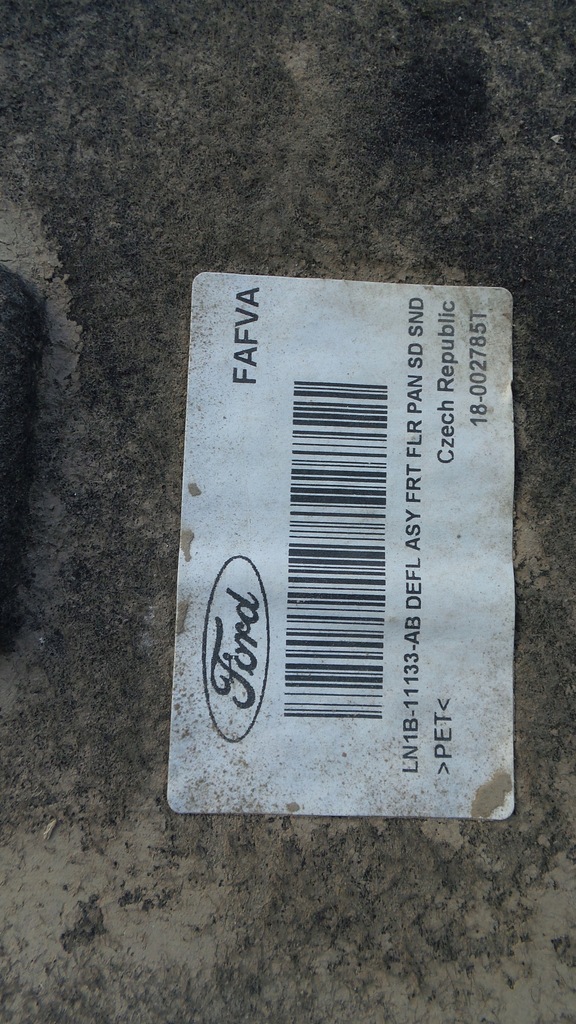 Ford
FAFVA
LN1B-11133-AB DEFL ASY FRT FLR PAN SD SND
>PET<
Czech Republic
18-002785T